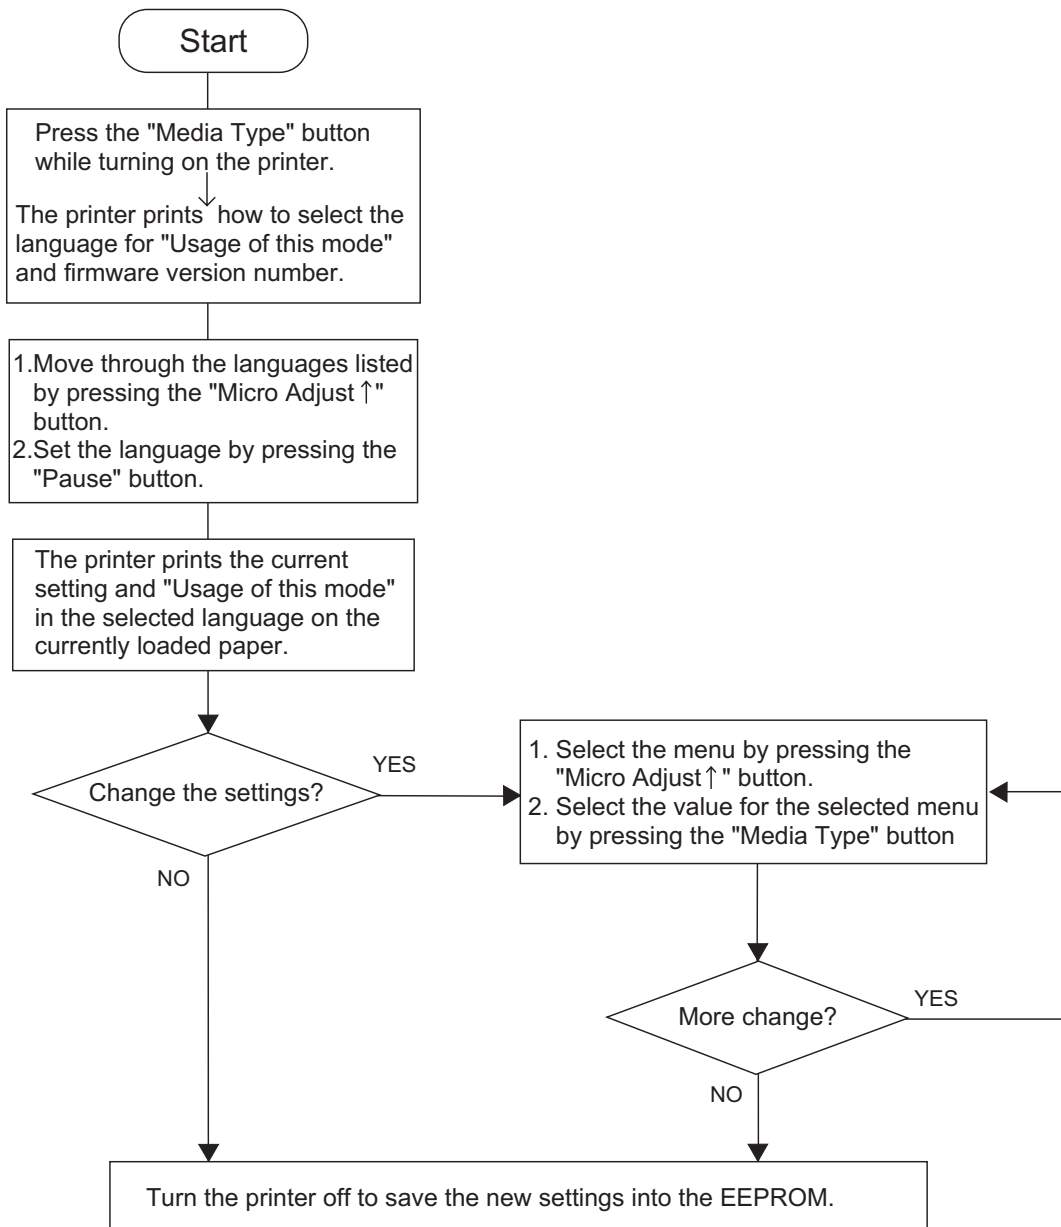 Start
Press the "Media Type" button
while turning on the printer.
The printer prints how to select the
language for "Usage of this mode"
and firmware version number.
1.Move through the languages listed
by pressing the "Micro Adjust ↑"
button.
2.Set the language by pressing the
"Pause" button.
The printer prints the current
setting and "Usage of this mode"
in the selected language on the
currently loaded paper.
Change the settings?
YES
NO
1. Select the menu by pressing the
"Micro Adjust↑" button.
2. Select the value for the selected menu
by pressing the "Media Type" button
More change?
YES
NO
Turn the printer off to save the new settings into the EEPROM.